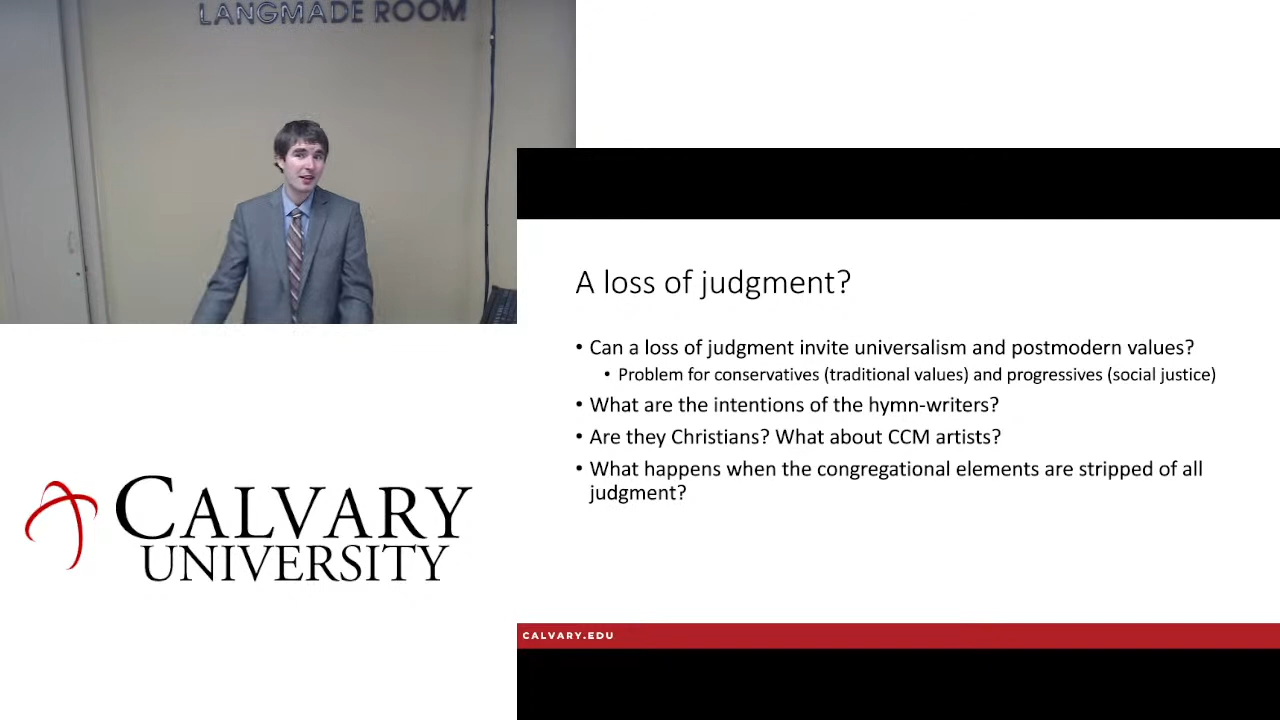 LANGMADE ROOM
A loss of judgment?
• Can a loss of judgment invite universalism and postmodern values?
• Problem for conservatives (traditional values) and progressives (social justice)
• What are the intentions of the hymn-writers?
• Are they Christians? What about CCM artists?
• What happens when the congregational elements are stripped of all
judgment?
CALVARY
UNIVERSITY
CALVARY.EDU